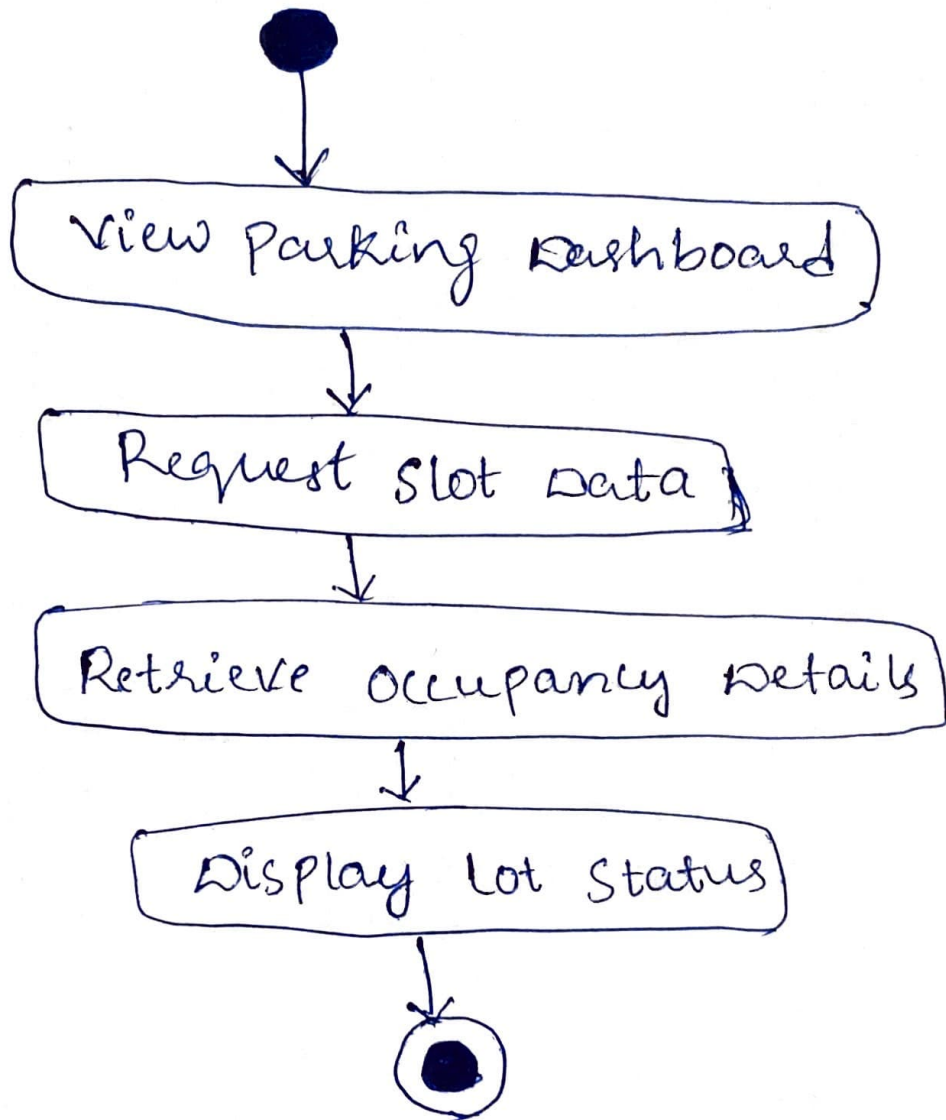 View Parking Dashboard
Request Slot Data
Retrieve Occupancy Details
Display Lot Status